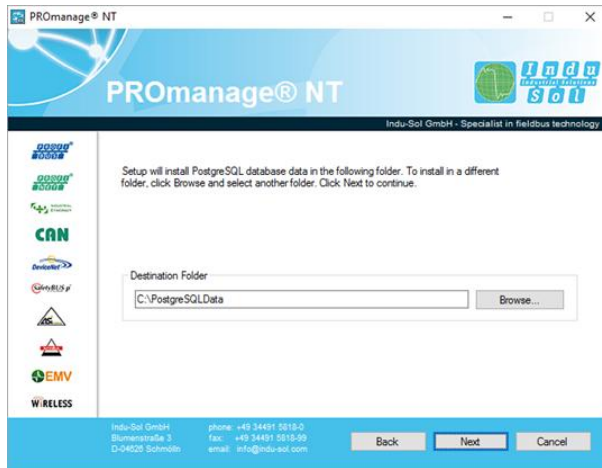 PROmanage® NT
PROmanage® NT
Indu
Industrial Solutions
Sol
Indu-Sol GmbH - Specialist in fieldbus technology
Setup will install PostgreSQL database data in the following folder. To install in a different
folder, click Browse and select another folder. Click Next to continue.
CAN
DeviceNet
SafetyBUS p
Destination Folder
C:\PostgreSQLData
Browse...
EMV
WIRELESS
Indu-Sol GmbH
Blumenstraße 3
D-04626 Schmölln
phone: +49 34491 5818-0
fax: +49 34491 5818-99
email: info@indu-sol.com
Back
Next
Cancel